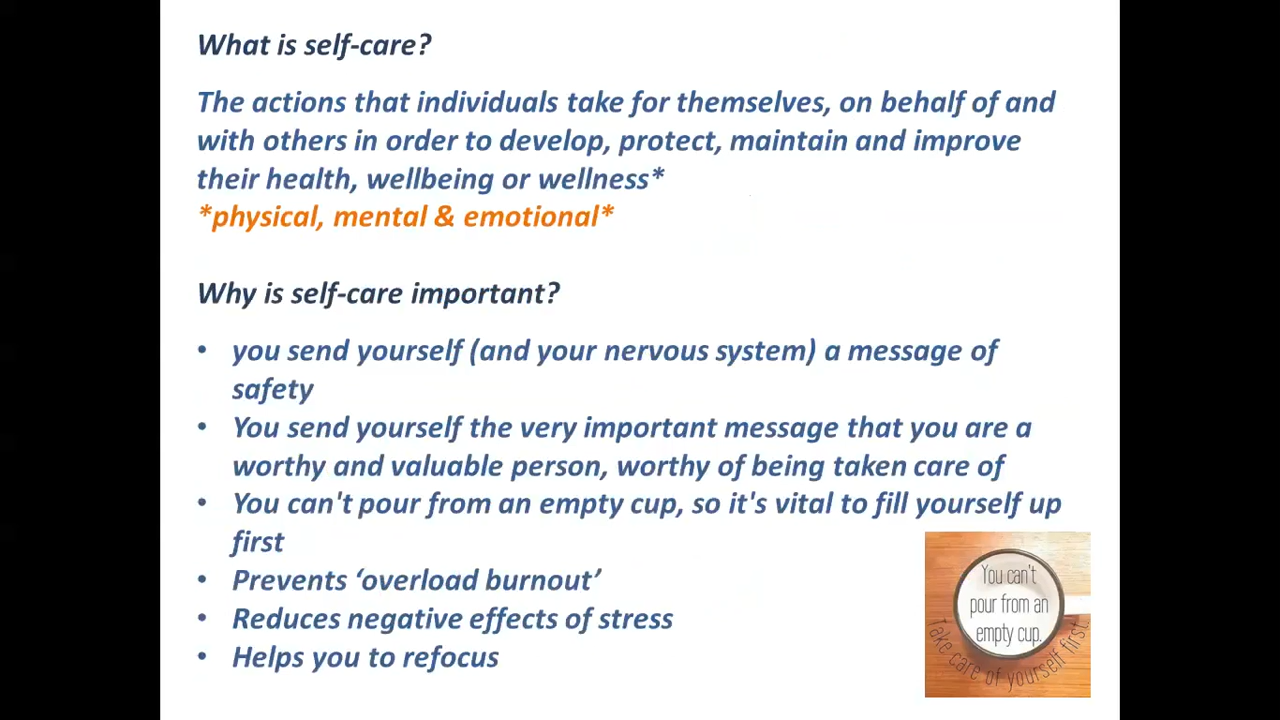 What is self-care?
The actions that individuals take for themselves, on behalf of and
with others in order to develop, protect, maintain and improve
their health, wellbeing or wellness*
*physical, mental & emotional*
Why is self-care important?
• you send yourself (and your nervous system) a message of
safety
• You send yourself the very important message that you are a
worthy and valuable person, worthy of being taken care of
• You can't pour from an empty cup, so it's vital to fill yourself up
first
• Prevents ‘overload burnout’
• Reduces negative effects of stress
• Helps you to refocus
You can't
pour from an
empty cup.
Take care of yourself first.